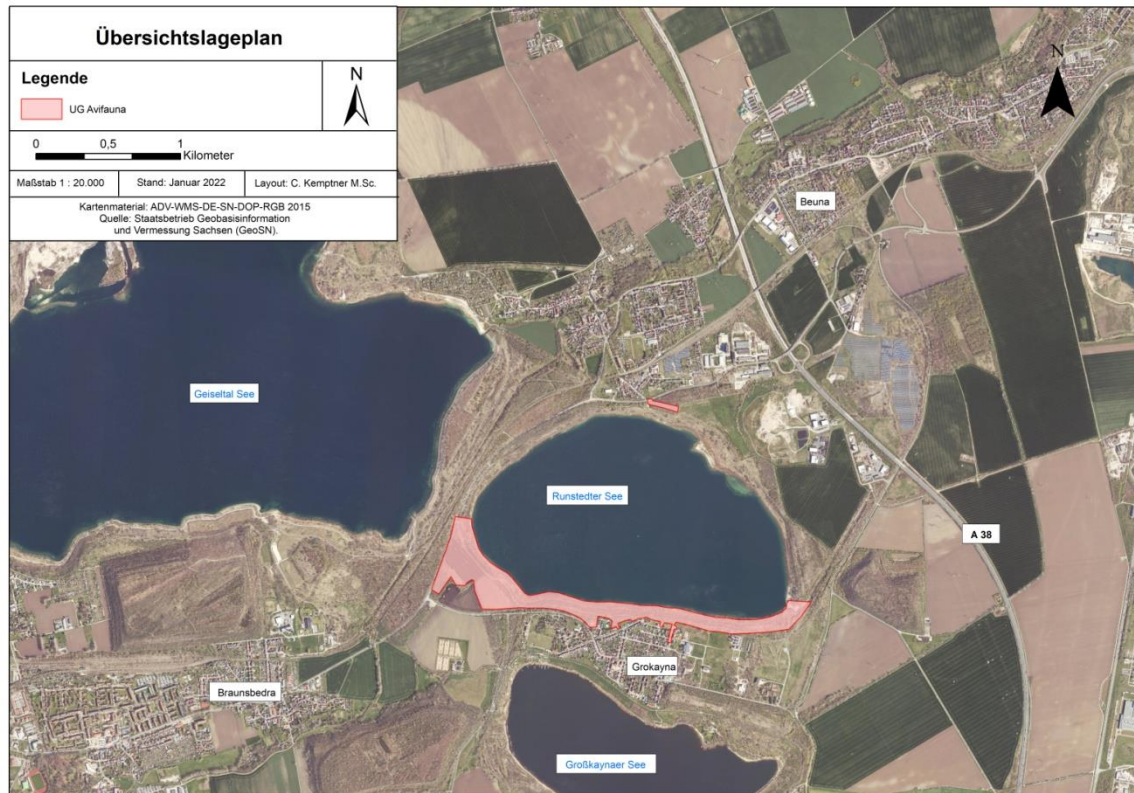 Übersichtslageplan
Legende
UG Avifauna
N
0 0,5 1
Kilometer
Maßstab 1 : 20.000
Stand: Januar 2022
Layout: C. Kemptner M.Sc.
Kartenmaterial: ADV-WMS-DE-SN-DOP-RGB 2015
Quelle: Staatsbetrieb Geobasisinformation
und Vermessung Sachsen (GeoSN).
N
Beuna
Geiseltal See
Runstedter See
A 38
Grokayna
Braunsbedra
Großkaynaer See